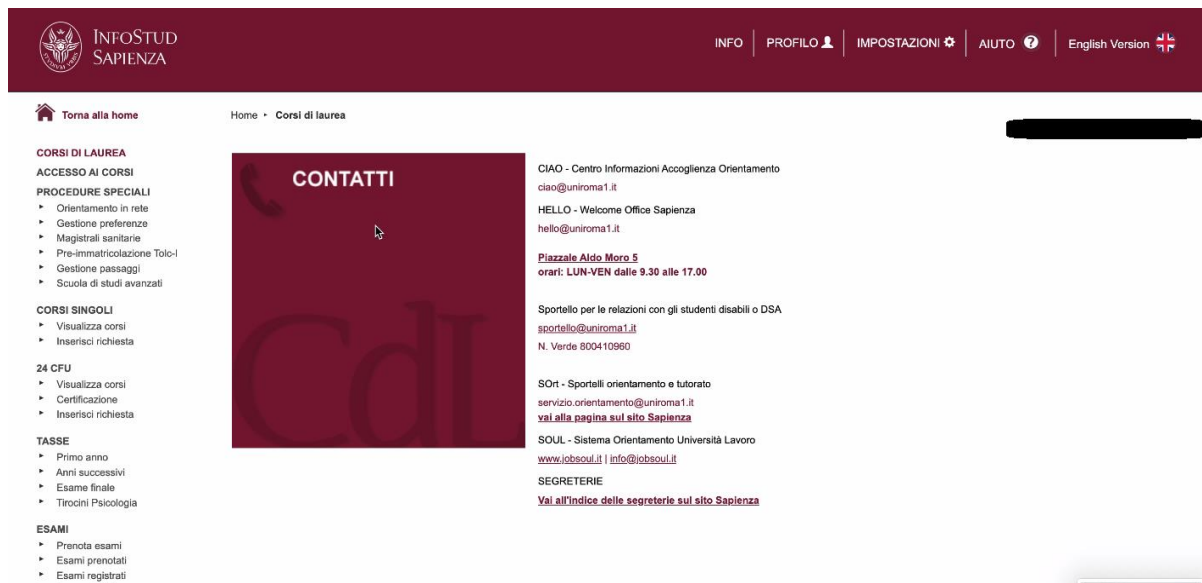 INFOSTUD
SAPIENZA
INFO
PROFILO
IMPOSTAZIONI
AIUTO ?
English Version
Torna alla home
Home ▸ Corsi di laurea
CORSI DI LAUREA
ACCESSO AI CORSI
PROCEDURE SPECIALI
Orientamento in rete
Gestione preferenze
Magistrali sanitarie
Pre-immatricolazione Tolc-I
Gestione passaggi
Scuola di studi avanzati
CORSI SINGOLI
Visualizza corsi
Inserisci richiesta
24 CFU
Visualizza corsi
Certificazione
Inserisci richiesta
TASSE
Primo anno
Anni successivi
Esame finale
Tirocini Psicologia
ESAMI
Prenota esami
Esami prenotati
Esami registrati
CONTATTI
CdL
CIAO - Centro Informazioni Accoglienza Orientamento
ciao@uniroma1.it
HELLO - Welcome Office Sapienza
hello@uniroma1.it
Piazzale Aldo Moro 5
orari: LUN-VEN dalle 9.30 alle 17.00
Sportello per le relazioni con gli studenti disabili o DSA
sportello@uniroma1.it
N. Verde 800410960
SOrt - Sportelli orientamento e tutorato
servizio.orientamento@uniroma1.it
vai alla pagina sul sito Sapienza
SOUL - Sistema Orientamento Università Lavoro
www.jobsoul.it | info@jobsoul.it
SEGRETERIE
Vai all'indice delle segreterie sul sito Sapienza